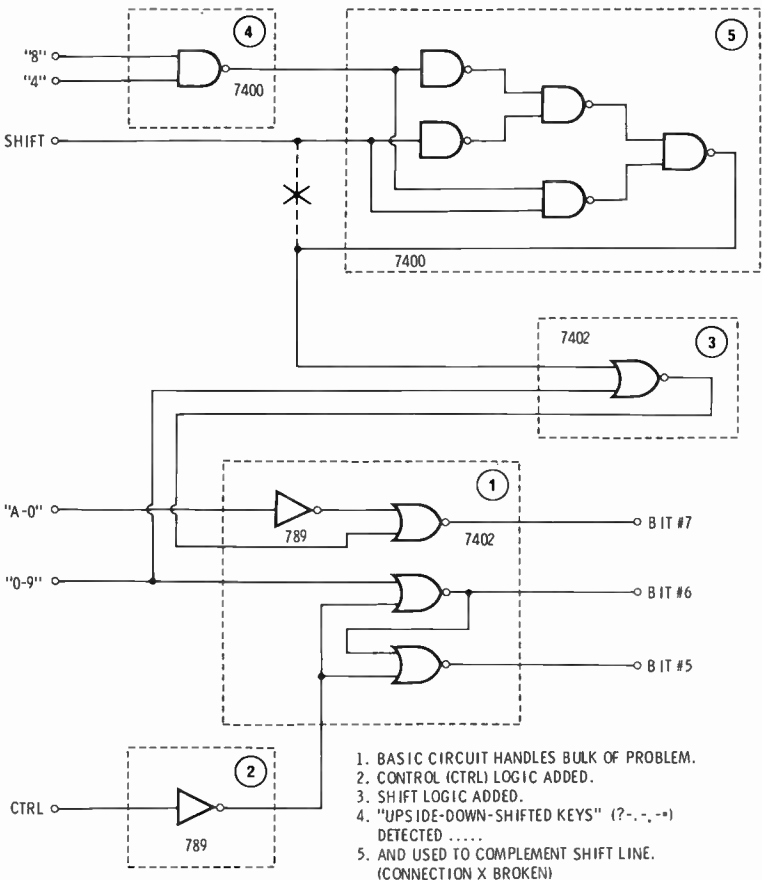 4
5
"8"
"4"
7400
SHIFT
7400
7402
3
1
"A-0"
789
7402
BIT #7
"0-9"
BIT #6
BIT #5
2
CTRL
789
1. BASIC CIRCUIT HANDLES BULK OF PROBLEM.
2. CONTROL (CTRL) LOGIC ADDED.
3. SHIFT LOGIC ADDED.
4. "UPSIDE-DOWN-SHIFTED KEYS" (?-.-,-=)
DETECTED .....
5. AND USED TO COMPLEMENT SHIFT LINE.
(CONNECTION X BROKEN)